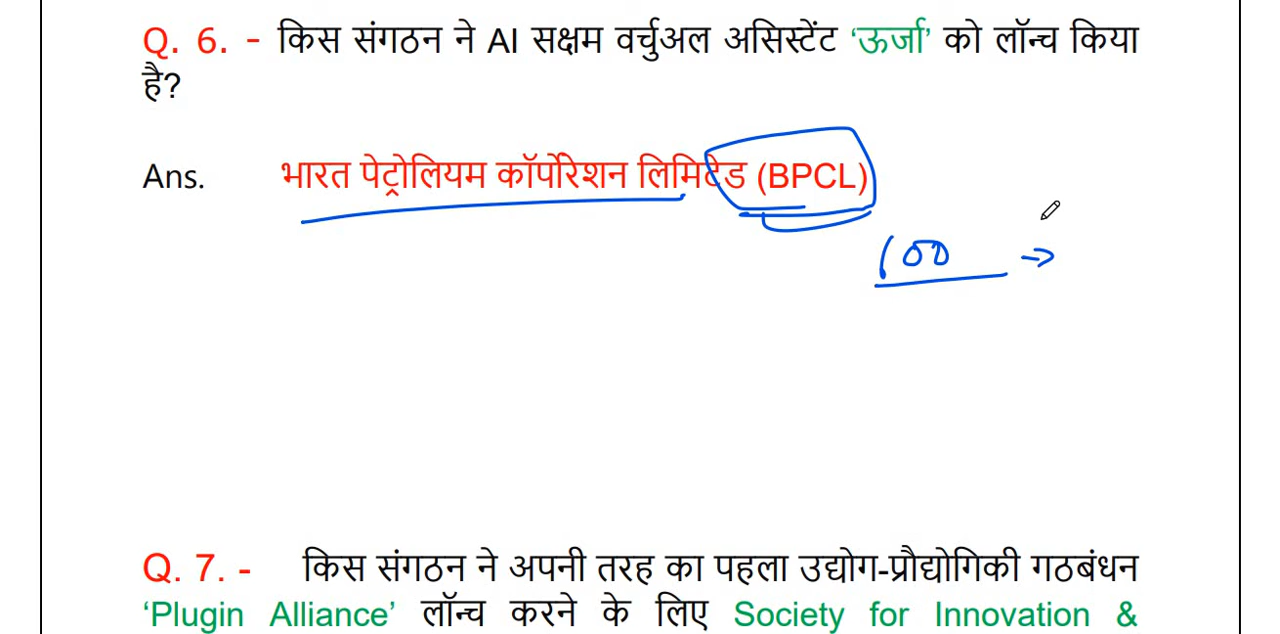 Q. 6. - किस संगठन ने AI सक्षम वर्चुअल असिस्टेंट ‘ऊर्जा’ को लॉन्च किया
है?
Ans. भारत पेट्रोलियम कॉर्पोरेशन लिमिटेड (BPCL)
100 →
Q. 7. - किस संगठन ने अपनी तरह का पहला उद्योग-प्रौद्योगिकी गठबंधन
‘Plugin Alliance’ लॉन्च करने के लिए Society for Innovation &